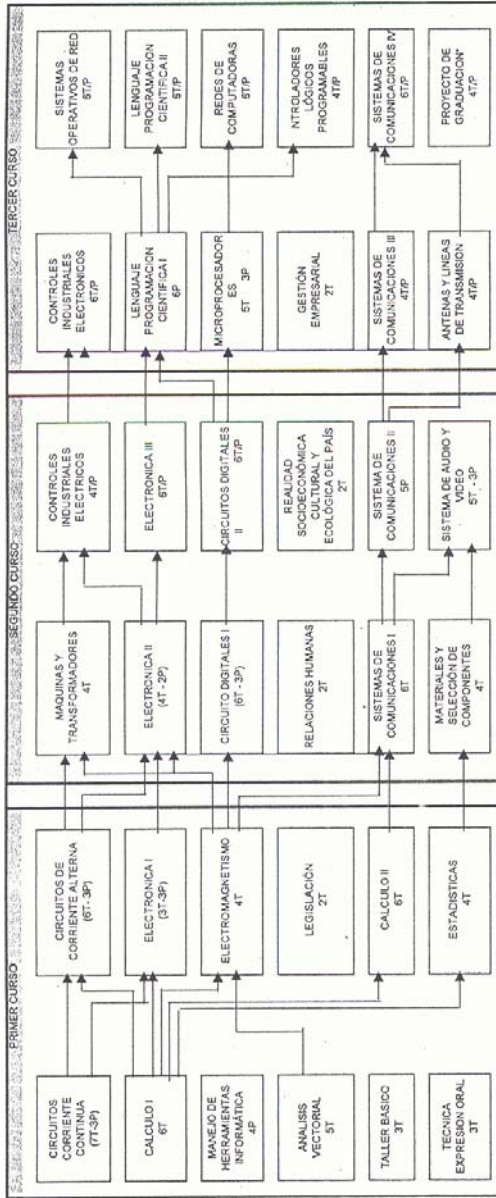 PRIMER CURSO
CIRCUITOS
CORRIENTE
CONTINUA
(7T-3P)
CALCULO I
6T
MANEJO DE
HERRAMIENTAS
INFORMÁTICA
4P
ANALISIS
VECTORIAL
5T
TALLER BASICO
3T
TECNICA
EXPRESION ORAL
3T
CIRCUITOS DE
CORRIENTE ALTERNA
(6T- 3P)
ELECTRONICA I
(3T-3P)
ELECTROMAGNETISMO
4T
LEGISLACIÓN
2T
CALCULO II
6T
ESTADISTICAS
4T
SEGUNDO CURSO
MAQUINAS Y
TRANSFORMADORES
4T
ELECTRONICA II
(4T - 2P)
CIRCUITO DIGITALES I
(6T - 3P)
RELACIONES HUMANAS
2T
SISTEMAS DE
COMUNICACIONES I
6T
MATERIALES Y
SELECCIÓN DE
COMPONENTES
4T
CONTROLES
INDUSTRIALES
ELECTRICOS
4T/P
ELECTRONICA III
6T/P
CIRCUITOS DIGITALES
II
6T/P
REALIDAD
SOCIOECONÓMICA
CULTURAL Y
ECOLÓGICA DEL PAÍS
2T
SISTEMA DE
COMUNICACIONES II
5P
SISTEMA DE AUDIO Y
VIDEO
5T - 3P
TERCER CURSO
CONTROLES
INDUSTRIALES
ELECTRONICOS
6T/P
LENGUAJE
PROGRAMACION
CIENTIFICA I
6P
MICROPROCESADOR
ES
5T 3P
GESTIÓN
EMPRESARIAL
2T
SISTEMAS DE
COMUNICACIONES III
4T/P
ANTENAS Y LINEAS
DE TRANSMISION
4T/P
SISTEMAS
OPERATIVOS DE RED
6T/P
LENGUAJE
PROGRAMACION
CIENTIFICA II
6T/P
REDES DE
COMPUTADORAS
6T/P
NTROLADORES
LÓGICOS
PROGRAMABLES
4T/P
SISTEMAS DE
COMUNICACIONES IV
6T/P
PROYECTO DE
GRADUACION*
4T/P